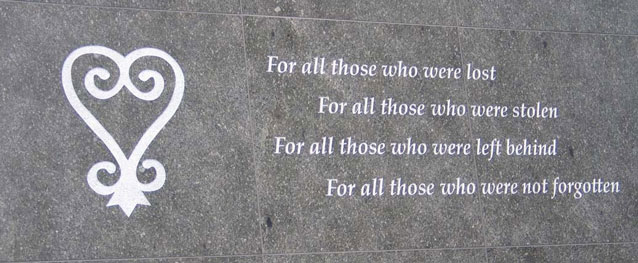 For all those who were lost
For all those who were stolen
For all those who were left behind
For all those who were not forgotten